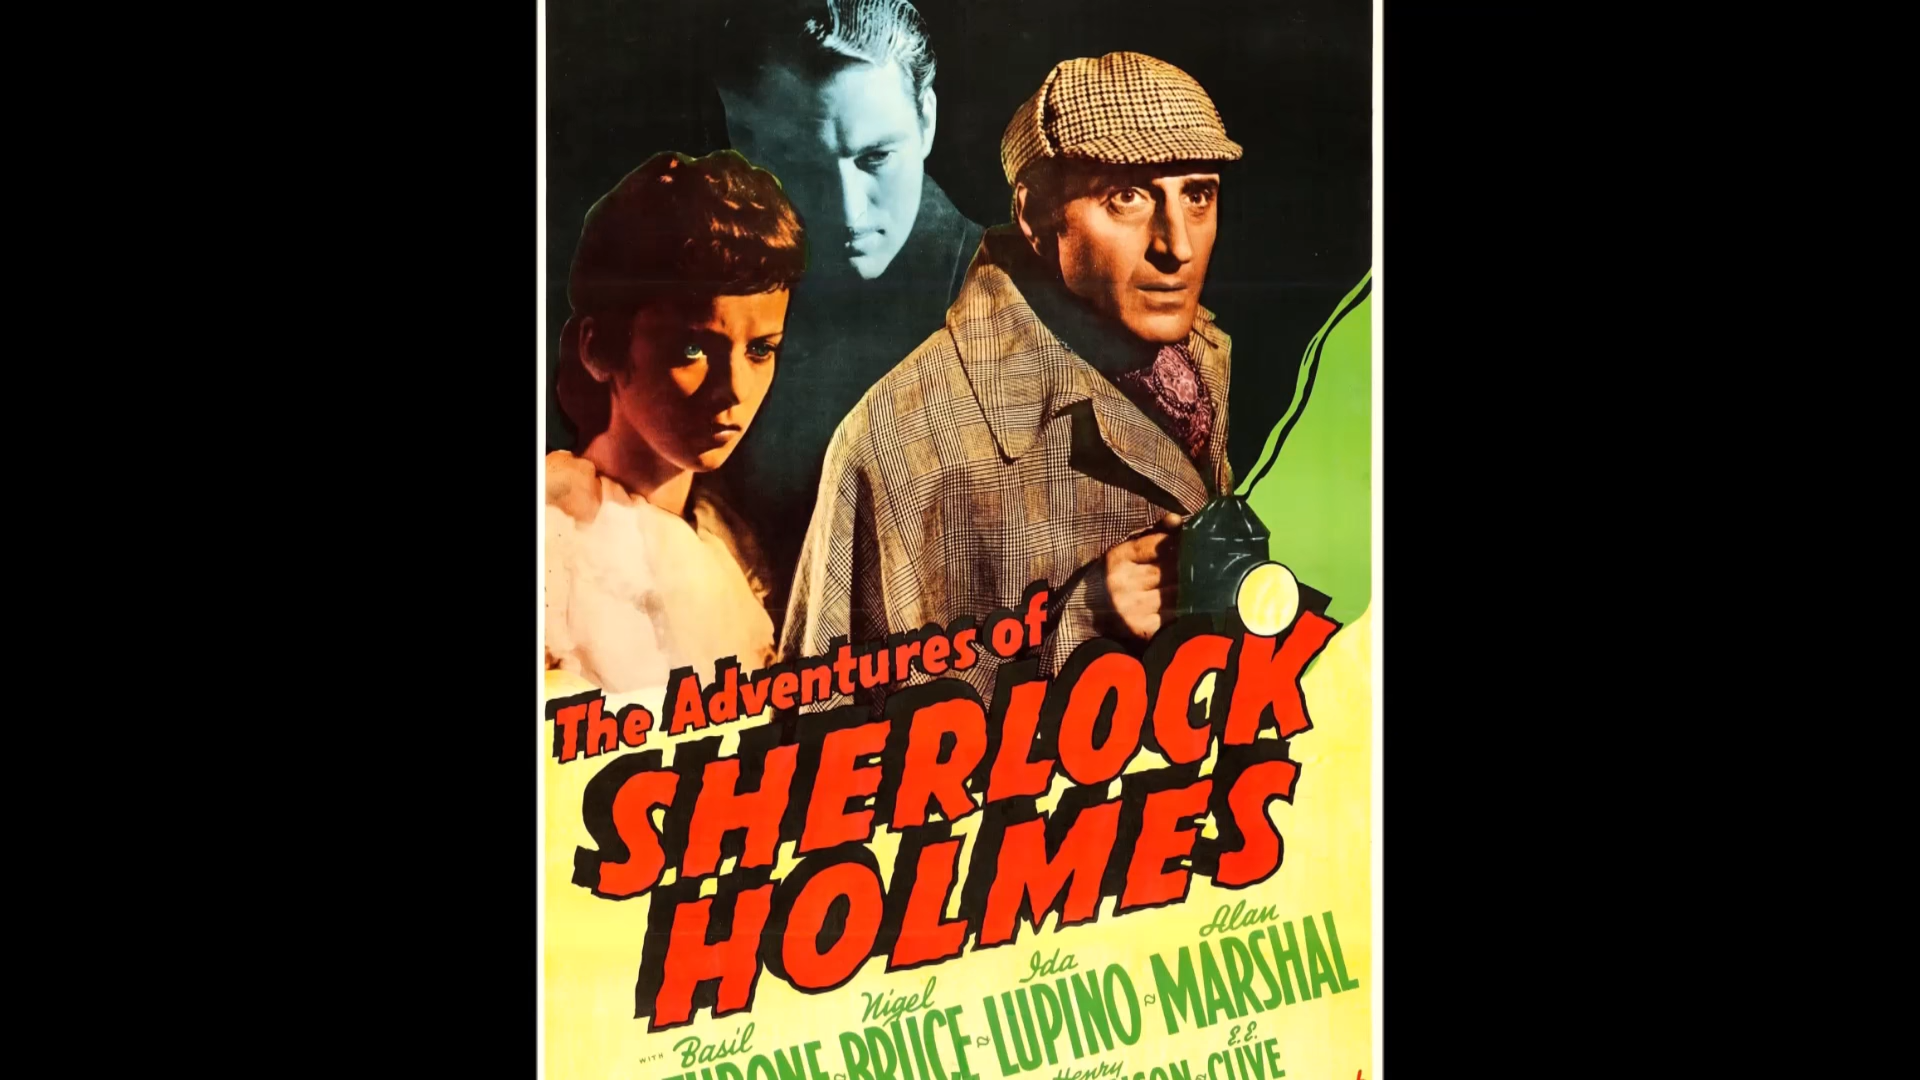 The Adventures of
SHERLOCK
HOLMES
WITH Basil
Nigel BRUCE ~ Ida LUPINO ~ Alan MARSHAL
Henry
E.E. CLIVE